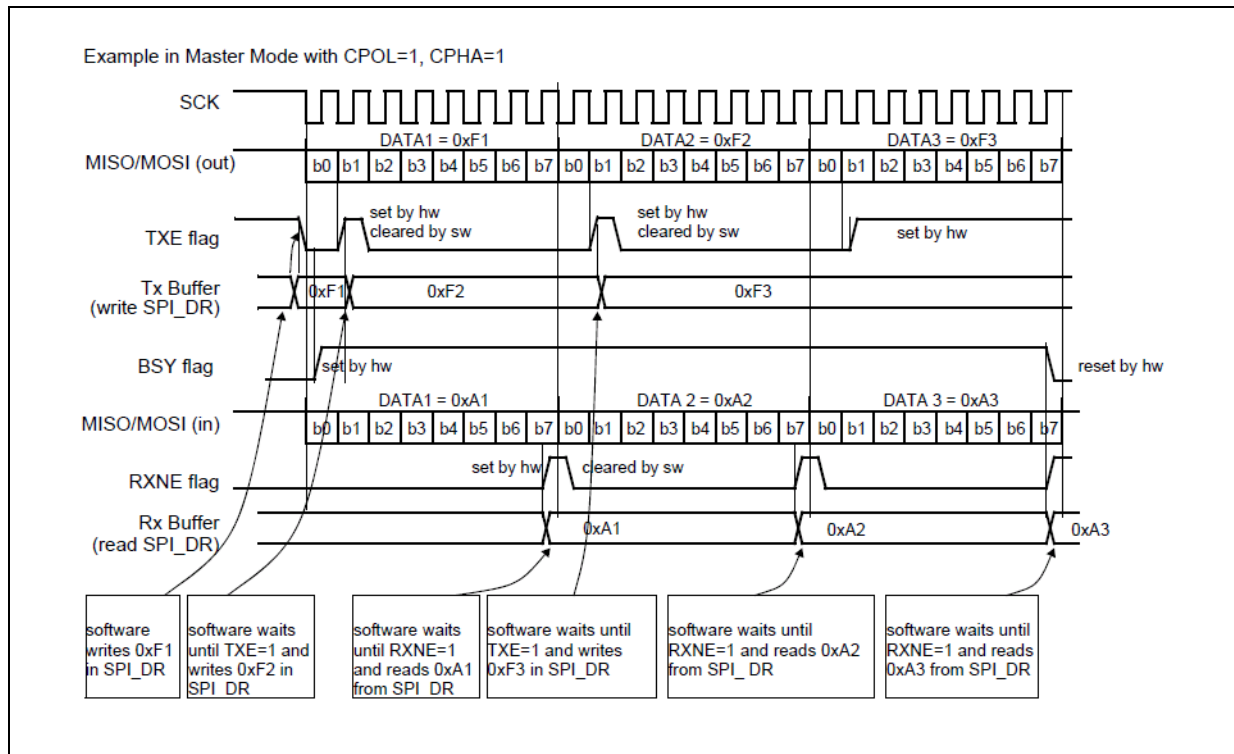 Example in Master Mode with CPOL=1, CPHA=1
SCK
DATA1 = 0xF1 DATA2 = 0xF2 DATA3 = 0xF3
MISO/MOSI (out) b0 b1 b2 b3 b4 b5 b6 b7 b0 b1 b2 b3 b4 b5 b6 b7 b0 b1 b2 b3 b4 b5 b6 b7
set by hw set by hw
TXE flag cleared by sw cleared by sw set by hw
Tx Buffer 0xF1 0xF2 0xF3
(write SPI_DR)
BSY flag set by hw reset by hw
DATA1 = 0xA1 DATA 2 = 0xA2 DATA 3 = 0xA3
MISO/MOSI (in) b0 b1 b2 b3 b4 b5 b6 b7 b0 b1 b2 b3 b4 b5 b6 b7 b0 b1 b2 b3 b4 b5 b6 b7
set by hw cleared by sw
RXNE flag
Rx Buffer 0xA1 0xA2 0xA3
(read SPI_DR)
software
writes 0xF1
in SPI_DR
software waits
until TXE=1 and
writes 0xF2 in
SPI_DR
software waits
until RXNE=1
and reads 0xA1
from SPI_DR
software waits until
TXE=1 and writes
0xF3 in SPI_DR
software waits until
RXNE=1 and reads 0xA2
from SPI_ DR
software waits until
RXNE=1 and reads
0xA3 from SPI_DR